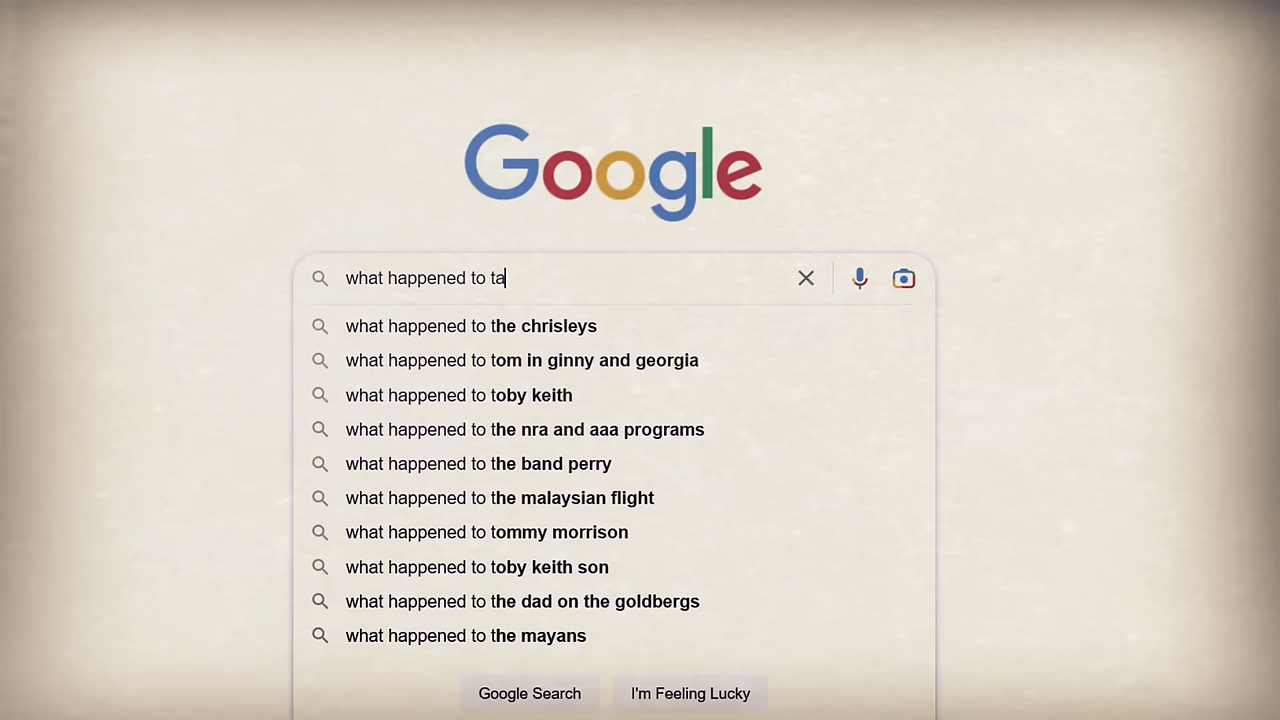 Google
what happened to ta
what happened to the chrisleys
what happened to tom in ginny and georgia
what happened to toby keith
what happened to the nra and aaa programs
what happened to the band perry
what happened to the malaysian flight
what happened to tommy morrison
what happened to toby keith son
what happened to the dad on the goldbergs
what happened to the mayans
Google Search I'm Feeling Lucky